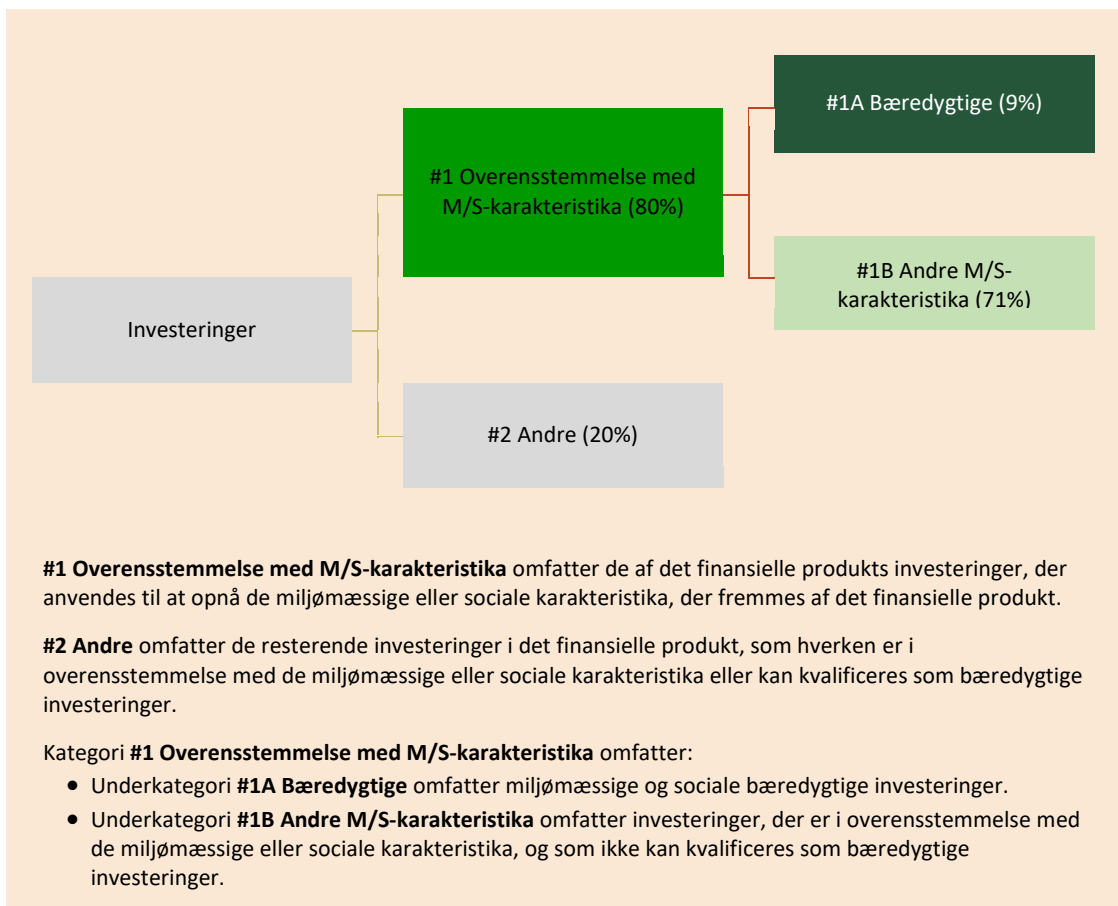 #1A Bæredygtige (9%)
#1 Overensstemmelse med
M/S-karakteristika (80%)
#1B Andre M/S-
karakteristika (71%)
Investeringer
#2 Andre (20%)
#1 Overensstemmelse med M/S-karakteristika omfatter de af det finansielle produkts investeringer, der
anvendes til at opnå de miljømæssige eller sociale karakteristika, der fremmes af det finansielle produkt.
#2 Andre omfatter de resterende investeringer i det finansielle produkt, som hverken er i
overensstemmelse med de miljømæssige eller sociale karakteristika eller kan kvalificeres som bæredygtige
investeringer.
Kategori #1 Overensstemmelse med M/S-karakteristika omfatter:
• Underkategori #1A Bæredygtige omfatter miljømæssige og sociale bæredygtige investeringer.
• Underkategori #1B Andre M/S-karakteristika omfatter investeringer, der er i overensstemmelse med
de miljømæssige eller sociale karakteristika, og som ikke kan kvalificeres som bæredygtige
investeringer.